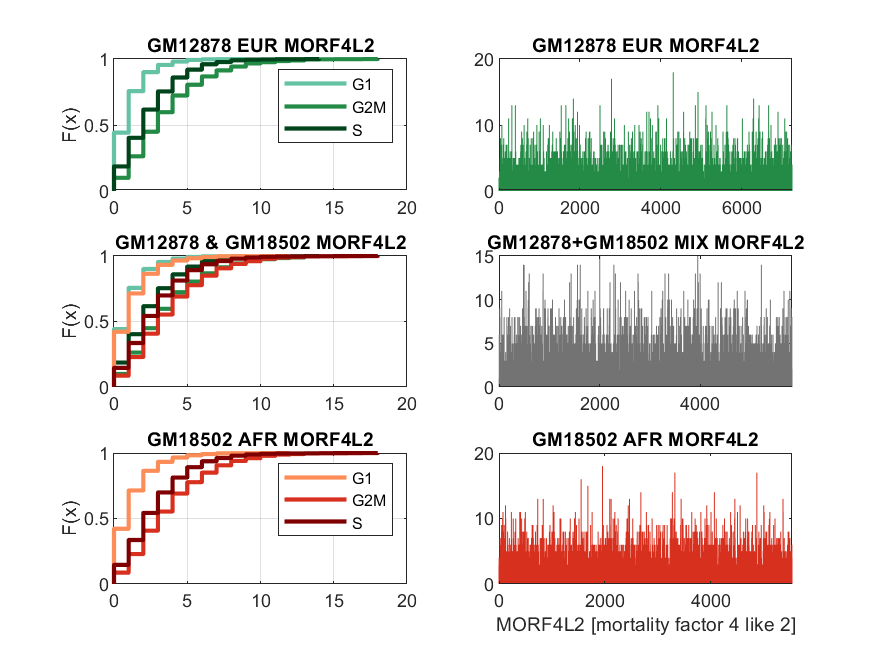 GM12878 EUR MORF4L2
1
0.5
0
F(x)
0 5 10 15 20
G1
G2M
S
GM12878 EUR MORF4L2
20
10
0
0 2000 4000 6000
GM12878 & GM18502 MORF4L2
1
0.5
0
F(x)
0 5 10 15 20
GM12878+GM18502 MIX MORF4L2
15
10
5
0
0 2000 4000
GM18502 AFR MORF4L2
1
0.5
0
F(x)
0 5 10 15 20
G1
G2M
S
GM18502 AFR MORF4L2
20
10
0
0 2000 4000
MORF4L2 [mortality factor 4 like 2]